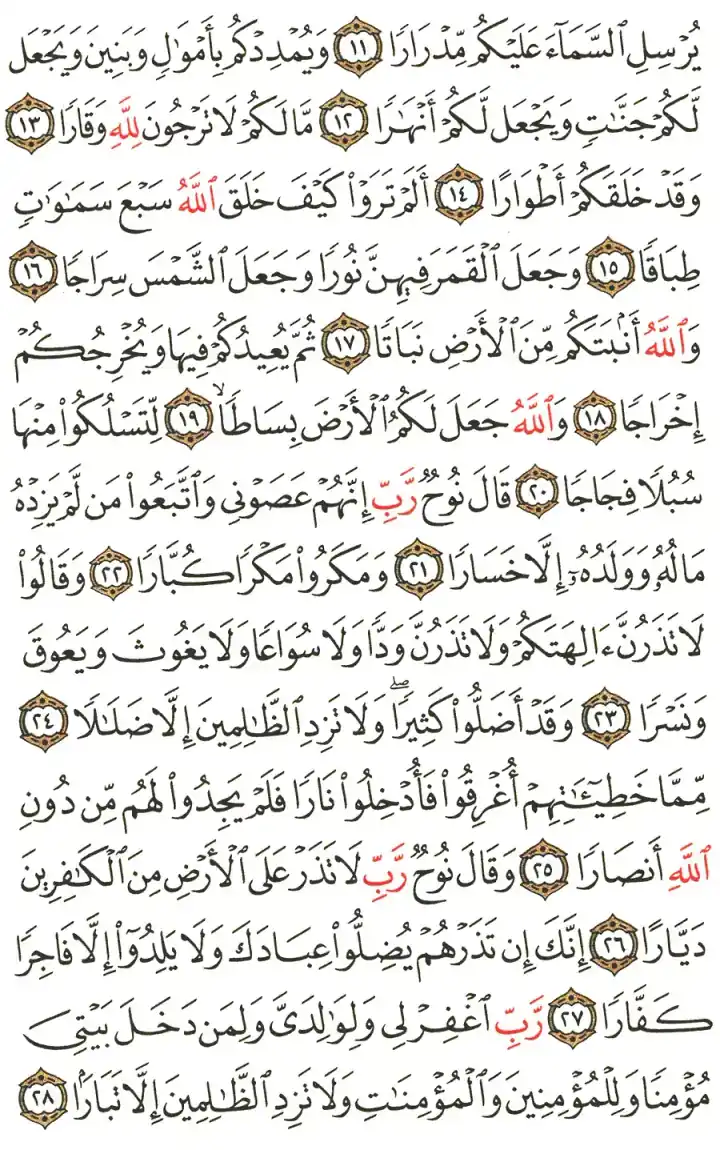 يُرْسِلِ ٱلسَّمَآءَ عَلَيْكُم مِّدْرَارًا ١١ وَيُمْدِدْكُم بِأَمْوَٰلٍ وَبَنِينَ وَيَجْعَل
لَّكُمْ جَنَّٰتٍ وَيَجْعَل لَّكُمْ أَنْهَٰرًا ١٢ مَّا لَكُمْ لَا تَرْجُونَ لِلَّهِ وَقَارًا ١٣
وَقَدْ خَلَقَكُمْ أَطْوَارًا ١٤ أَلَمْ تَرَوْا۟ كَيْفَ خَلَقَ ٱللَّهُ سَبْعَ سَمَٰوَٰتٍ
طِبَاقًا ١٥ وَجَعَلَ ٱلْقَمَرَ فِيهِنَّ نُورًا وَجَعَلَ ٱلشَّمْسَ سِرَاجًا ١٦
وَٱللَّهُ أَنۢبَتَكُم مِّنَ ٱلْأَرْضِ نَبَاتًا ١٧ ثُمَّ يُعِيدُكُمْ فِيهَا وَيُخْرِجُكُمْ
إِخْرَاجًا ١٨ وَٱللَّهُ جَعَلَ لَكُمُ ٱلْأَرْضَ بِسَاطًا ۙ ١٩ لِّتَسْلُكُوا۟ مِنْهَا
سُبُلًا فِجَاجًا ٢٠ قَالَ نُوحٌ رَّبِّ إِنَّهُمْ عَصَوْنِى وَٱتَّبَعُوا۟ مَن لَّمْ يَزِدْهُ
مَالُهُۥ وَوَلَدُهُۥٓ إِلَّا خَسَارًا ٢١ وَمَكَرُوا۟ مَكْرًا كُبَّارًا ٢٢ وَقَالُوا۟
لَا تَذَرُنَّ ءَالِهَتَكُمْ وَلَا تَذَرُنَّ وَدًّا وَلَا سُوَاعًا وَلَا يَغُوثَ وَيَعُوقَ
وَنَسْرًا ٢٣ وَقَدْ أَضَلُّوا۟ كَثِيرًا ۖ وَلَا تَزِدِ ٱلظَّٰلِمِينَ إِلَّا ضَلَٰلًا ٢٤
مِّمَّا خَطِيٓـَٰٔتِهِمْ أُغْرِقُوا۟ فَأُدْخِلُوا۟ نَارًا فَلَمْ يَجِدُوا۟ لَهُم مِّن دُونِ
ٱللَّهِ أَنصَارًا ٢٥ وَقَالَ نُوحٌ رَّبِّ لَا تَذَرْ عَلَى ٱلْأَرْضِ مِنَ ٱلْكَٰفِرِينَ
دَيَّارًا ٢٦ إِنَّكَ إِن تَذَرْهُمْ يُضِلُّوا۟ عِبَادَكَ وَلَا يَلِدُوٓا۟ إِلَّا فَاجِرًا
كَفَّارًا ٢٧ رَّبِّ ٱغْفِرْ لِى وَلِوَٰلِدَىَّ وَلِمَن دَخَلَ بَيْتِىَ
مُؤْمِنًا وَلِلْمُؤْمِنِينَ وَٱلْمُؤْمِنَٰتِ وَلَا تَزِدِ ٱلظَّٰلِمِينَ إِلَّا تَبَارًۢا ٢٨